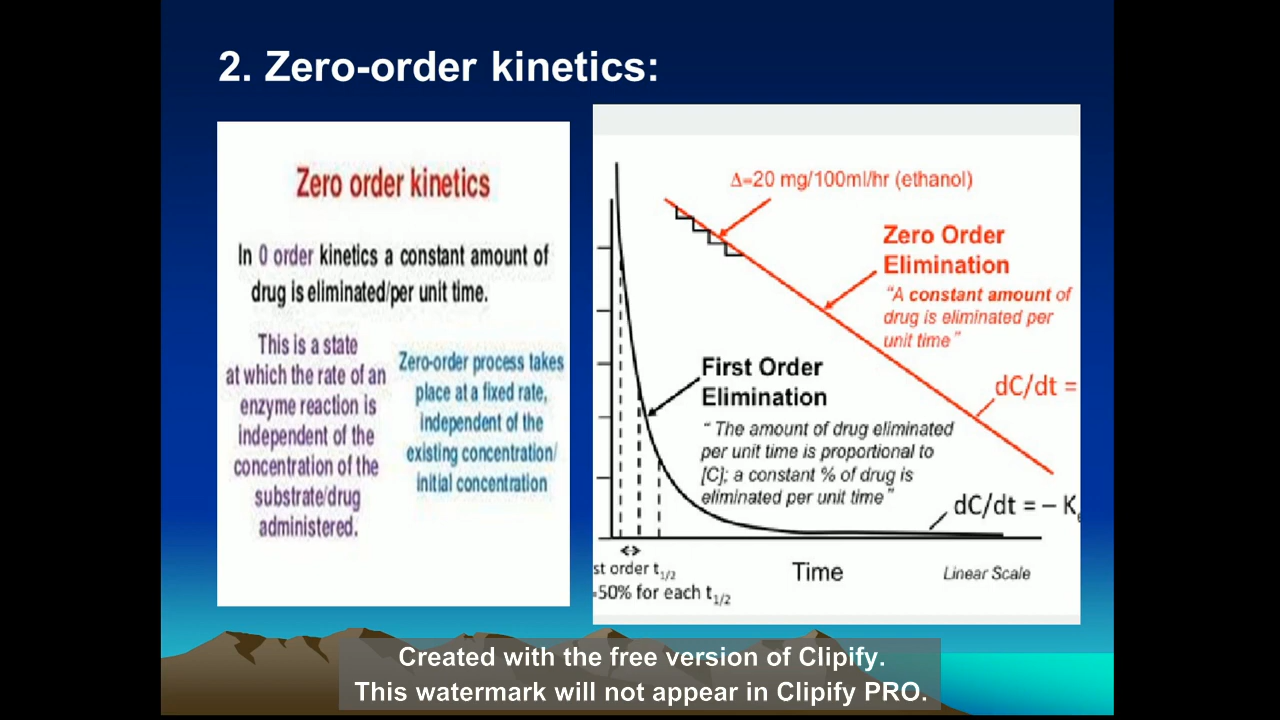 2. Zero-order kinetics:
Zero order kinetics
In 0 order kinetics a constant amount of
drug is eliminated/per unit time.
This is a state
at which the rate of an
enzyme reaction is
independent of the
concentration of the
substrate/drug
administered.
Zero-order process takes
place at a fixed rate,
independent of the
existing concentration/
initial concentration
Δ=20 mg/100ml/hr (ethanol)
Zero Order
Elimination
“A constant amount of
drug is eliminated per
unit time”
dC/dt =
First Order
Elimination
“ The amount of drug eliminated
per unit time is proportional to
[C]; a constant % of drug is
eliminated per unit time”
dC/dt = – Ke
st order t1/2
=50% for each t1/2
Time
Linear Scale
Created with the free version of Clipify.
This watermark will not appear in Clipify PRO.